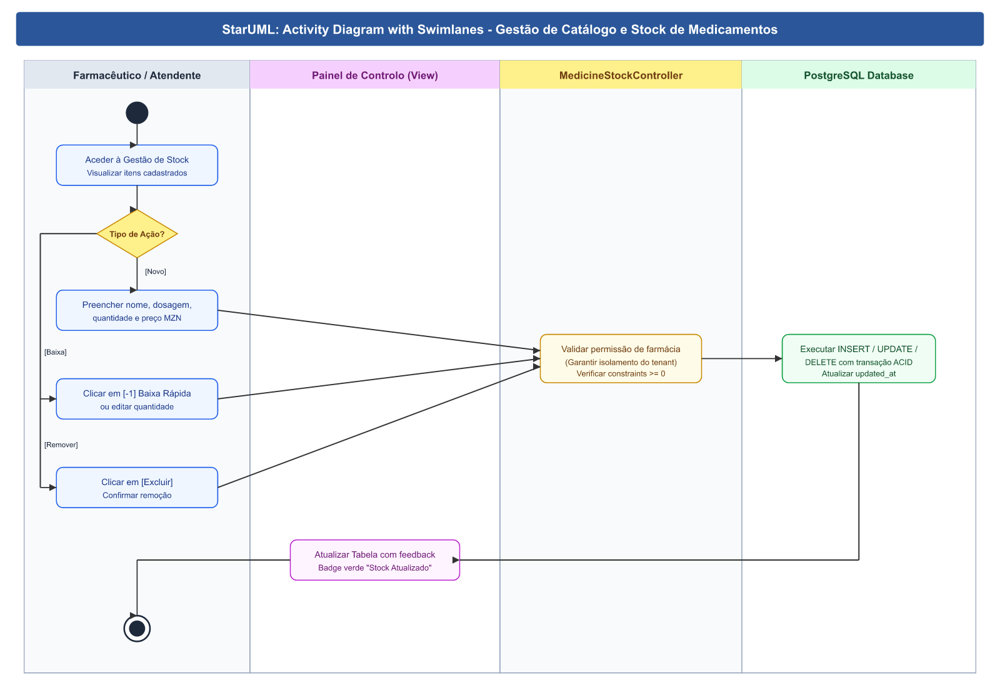 StarUML: Activity Diagram with Swimlanes - Gestão de Catálogo e Stock de Medicamentos
Farmacêutico / Atendente
Painel de Controlo (View)
MedicineStockController
PostgreSQL Database
Aceder à Gestão de Stock
Visualizar itens cadastrados
Tipo de Ação?
[Novo]
Preencher nome, dosagem,
quantidade e preço MZN
[Baixa]
Validar permissão de farmácia
(Garantir isolamento do tenant)
Verificar constraints >= 0
Executar INSERT / UPDATE /
DELETE com transação ACID
Atualizar updated_at
Clicar em [-1] Baixa Rápida
ou editar quantidade
[Remover]
Clicar em [Excluir]
Confirmar remoção
Atualizar Tabela com feedback
Badge verde "Stock Atualizado"